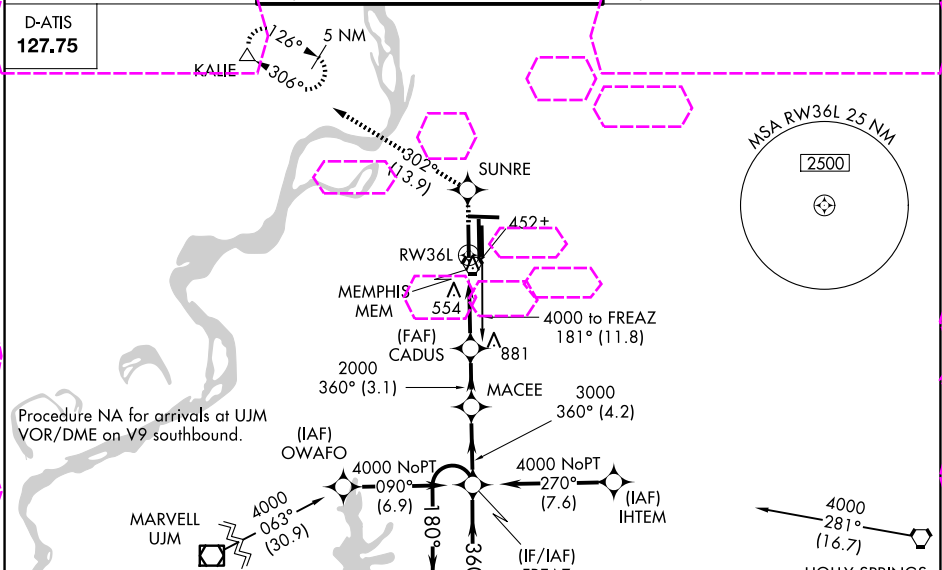 D-ATIS
127.75
126°
5 NM
KALIE
306°
302°
(13.9)
SUNRE
MSA RW36L 25 NM
2500
452
RW36L
MEMPHIS
MEM
554
4000 to FREAZ
181° (11.8)
(FAF)
CADUS
881
2000
360° (3.1)
MACEE
3000
360° (4.2)
Procedure NA for arrivals at UJM
VOR/DME on V9 southbound.
(IAF)
OWAFO
4000 NoPT
090°
(6.9)
4000 NoPT
270°
(7.6)
(IAF)
IHTEM
MARVELL
UJM
4000
063°
(30.9)
180°
360
(IF/IAF)
FREAZ
4000
281°
(16.7)
HOLLY SPRINGS